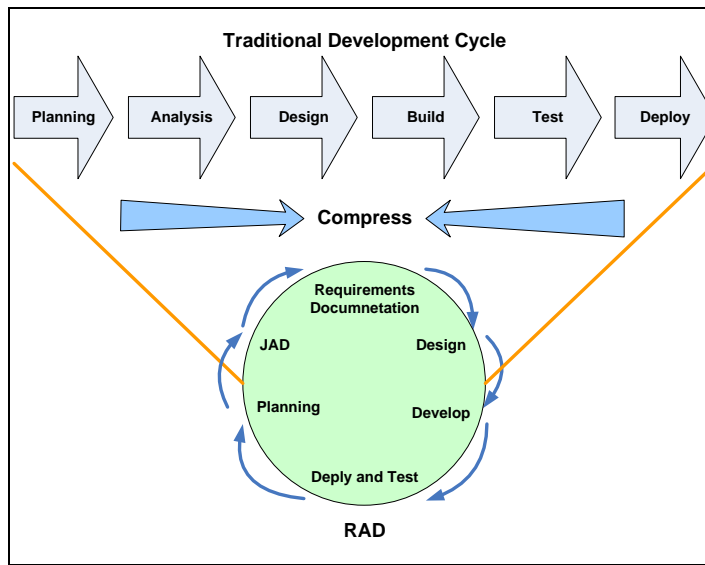 Traditional Development Cycle
Planning
Analysis
Design
Build
Test
Deploy
Compress
Requirements
Documnetation
JAD
Design
Planning
Develop
Deply and Test
RAD